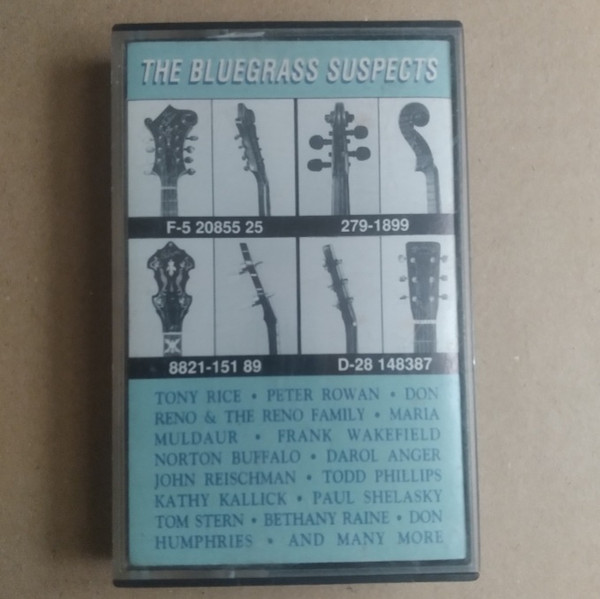 THE BLUEGRASS SUSPECTS
F-5 20855 25
279-1899
8821-151 89
D-28 148387
TONY RICE • PETER ROWAN • DON
RENO & THE RENO FAMILY • MARIA
MULDAUR • FRANK WAKEFIELD
NORTON BUFFALO • DAROL ANGER
JOHN REISCHMAN • TODD PHILLIPS
KATHY KALLICK • PAUL SHELASKY
TOM STERN • BETHANY RAINE • DON
HUMPHRIES • AND MANY MORE